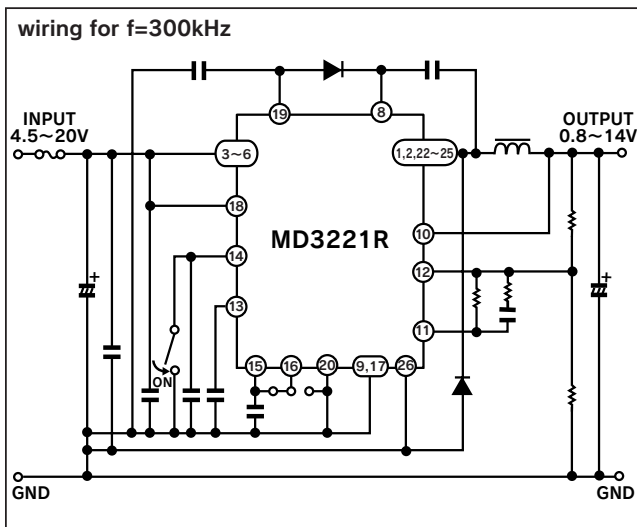 wiring for f=300kHz
19
8
INPUT
4.5~20V
OUTPUT
0.8~14V
3~6
1,2,22~25
18
MD3221R
10
14
12
13
11
ON
15
16
20
9,17
26
+
+
GND
GND